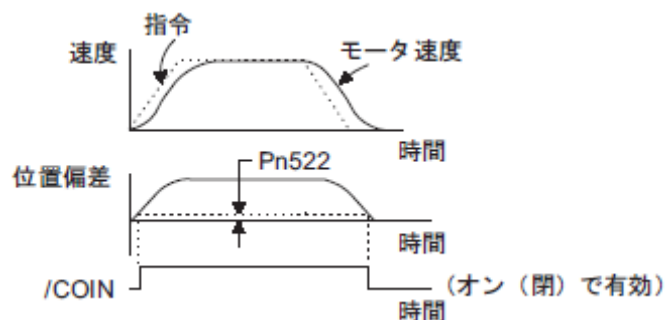 指令
速度
モータ速度
時間
Pn522
位置偏差
時間
/COIN
(オン(閉)で有効)
時間